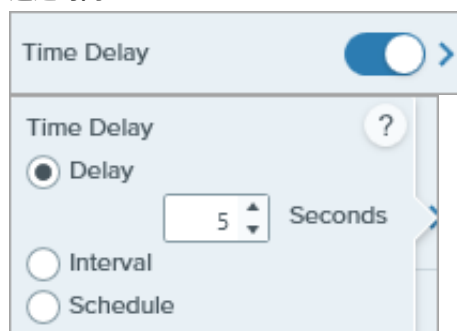 Time Delay
Time Delay ?
Delay
5 Seconds
Interval
Schedule